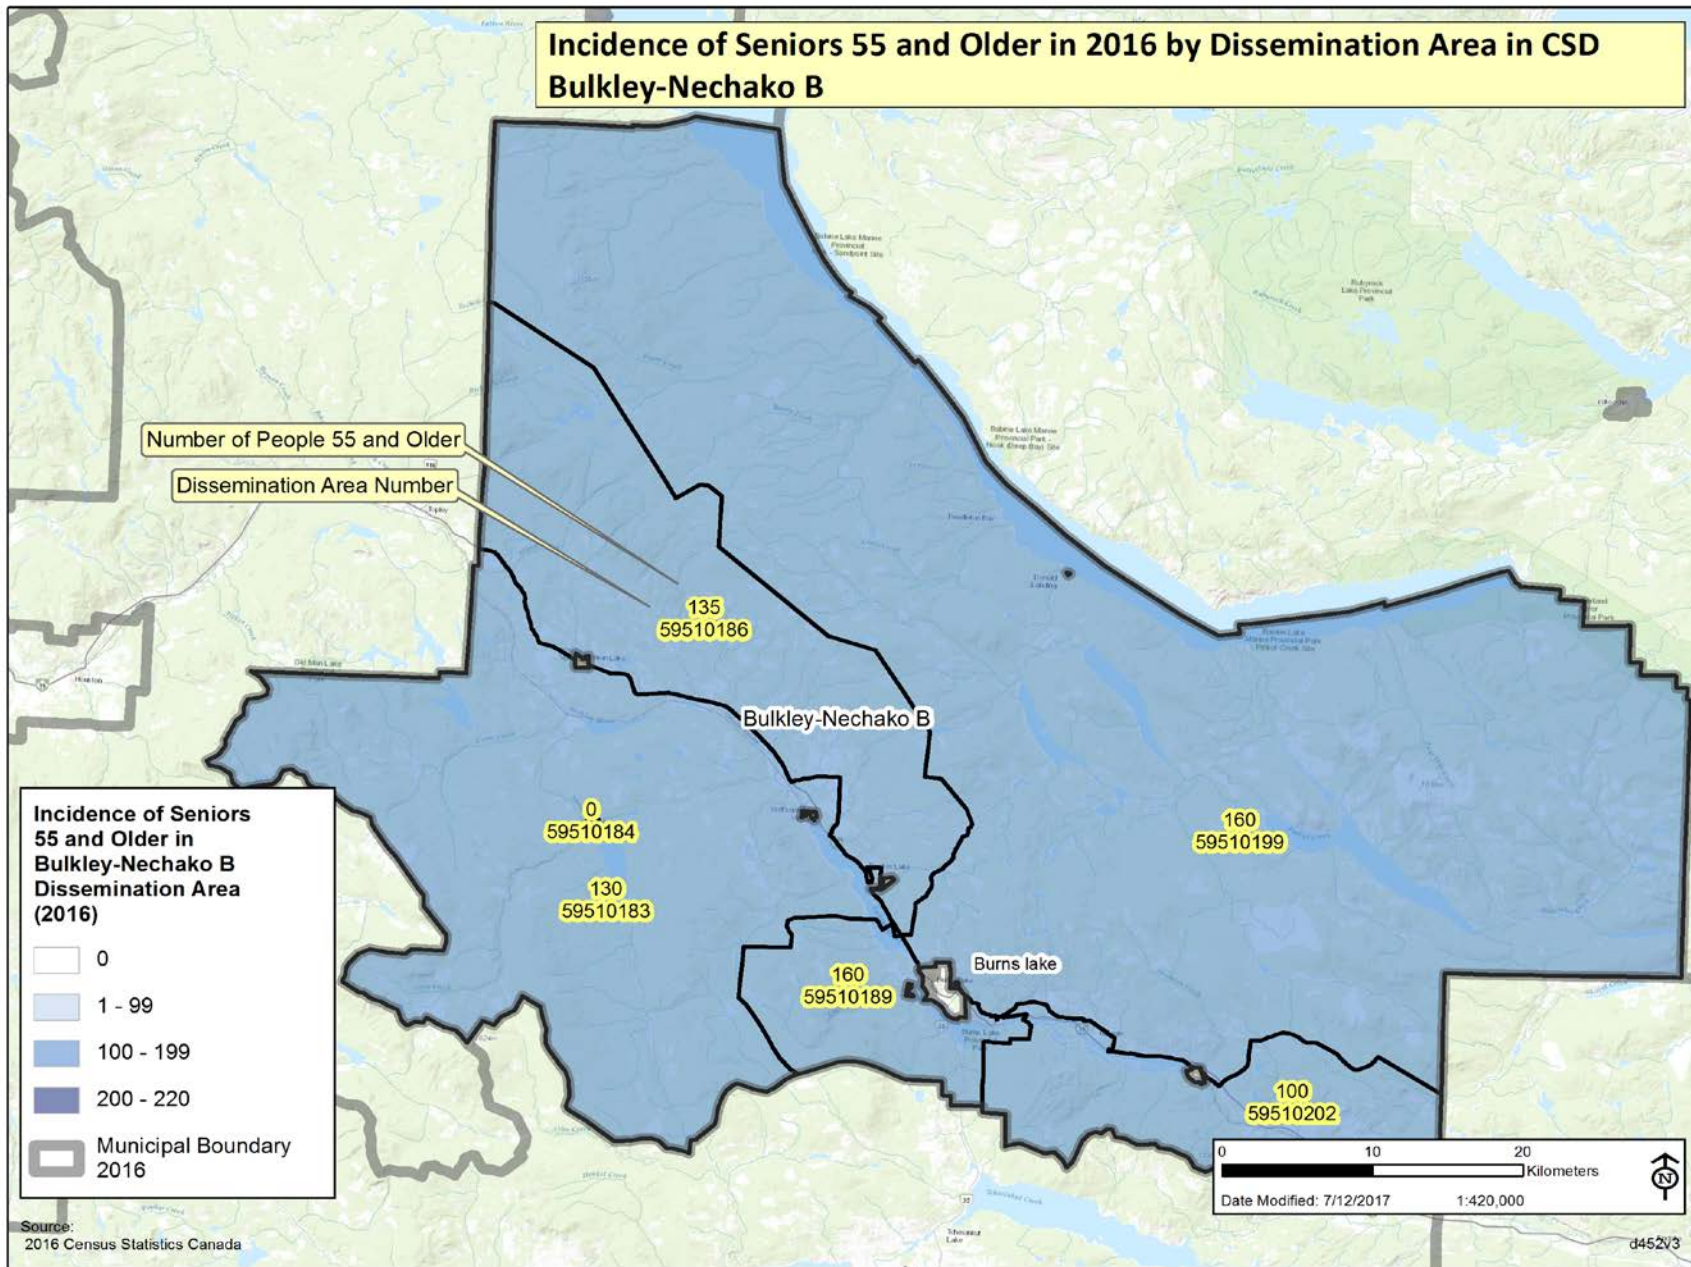 Incidence of Seniors 55 and Older in 2016 by Dissemination Area in CSD
Bulkley-Nechako B
Number of People 55 and Older
Dissemination Area Number
Topley
Houston
135
59510186
Bulkley-Nechako B
0
59510184
130
59510183
160
59510199
160
59510189
Burns lake
100
59510202
Incidence of Seniors
55 and Older in
Bulkley-Nechako B
Dissemination Area
(2016)
0
1 - 99
100 - 199
200 - 220
Municipal Boundary
2016
0 10 20
Kilometers
Date Modified: 7/12/2017 1:420,000
N
Source:
2016 Census Statistics Canada